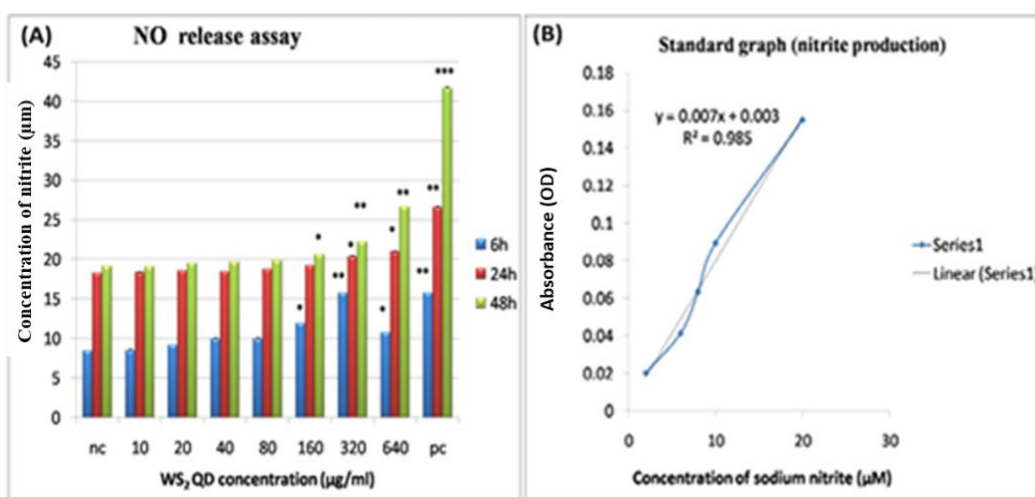 (A)
NO release assay
Concentration of nitrite (µm)
45
40
35
30
25
20
15
10
5
0
***
**
**
**
**
*
*
*
**
*
*
**
nc 10 20 40 80 160 320 640 pc
WS₂ QD concentration (µg/ml)
6h
24h
48h
(B)
Standard graph (nitrite production)
Absorbance (OD)
0.18
0.16
0.14
0.12
0.1
0.08
0.06
0.04
0.02
0
y = 0.007x + 0.003
R² = 0.985
0 10 20 30
Concentration of sodium nitrite (µM)
Series1
Linear (Series1)